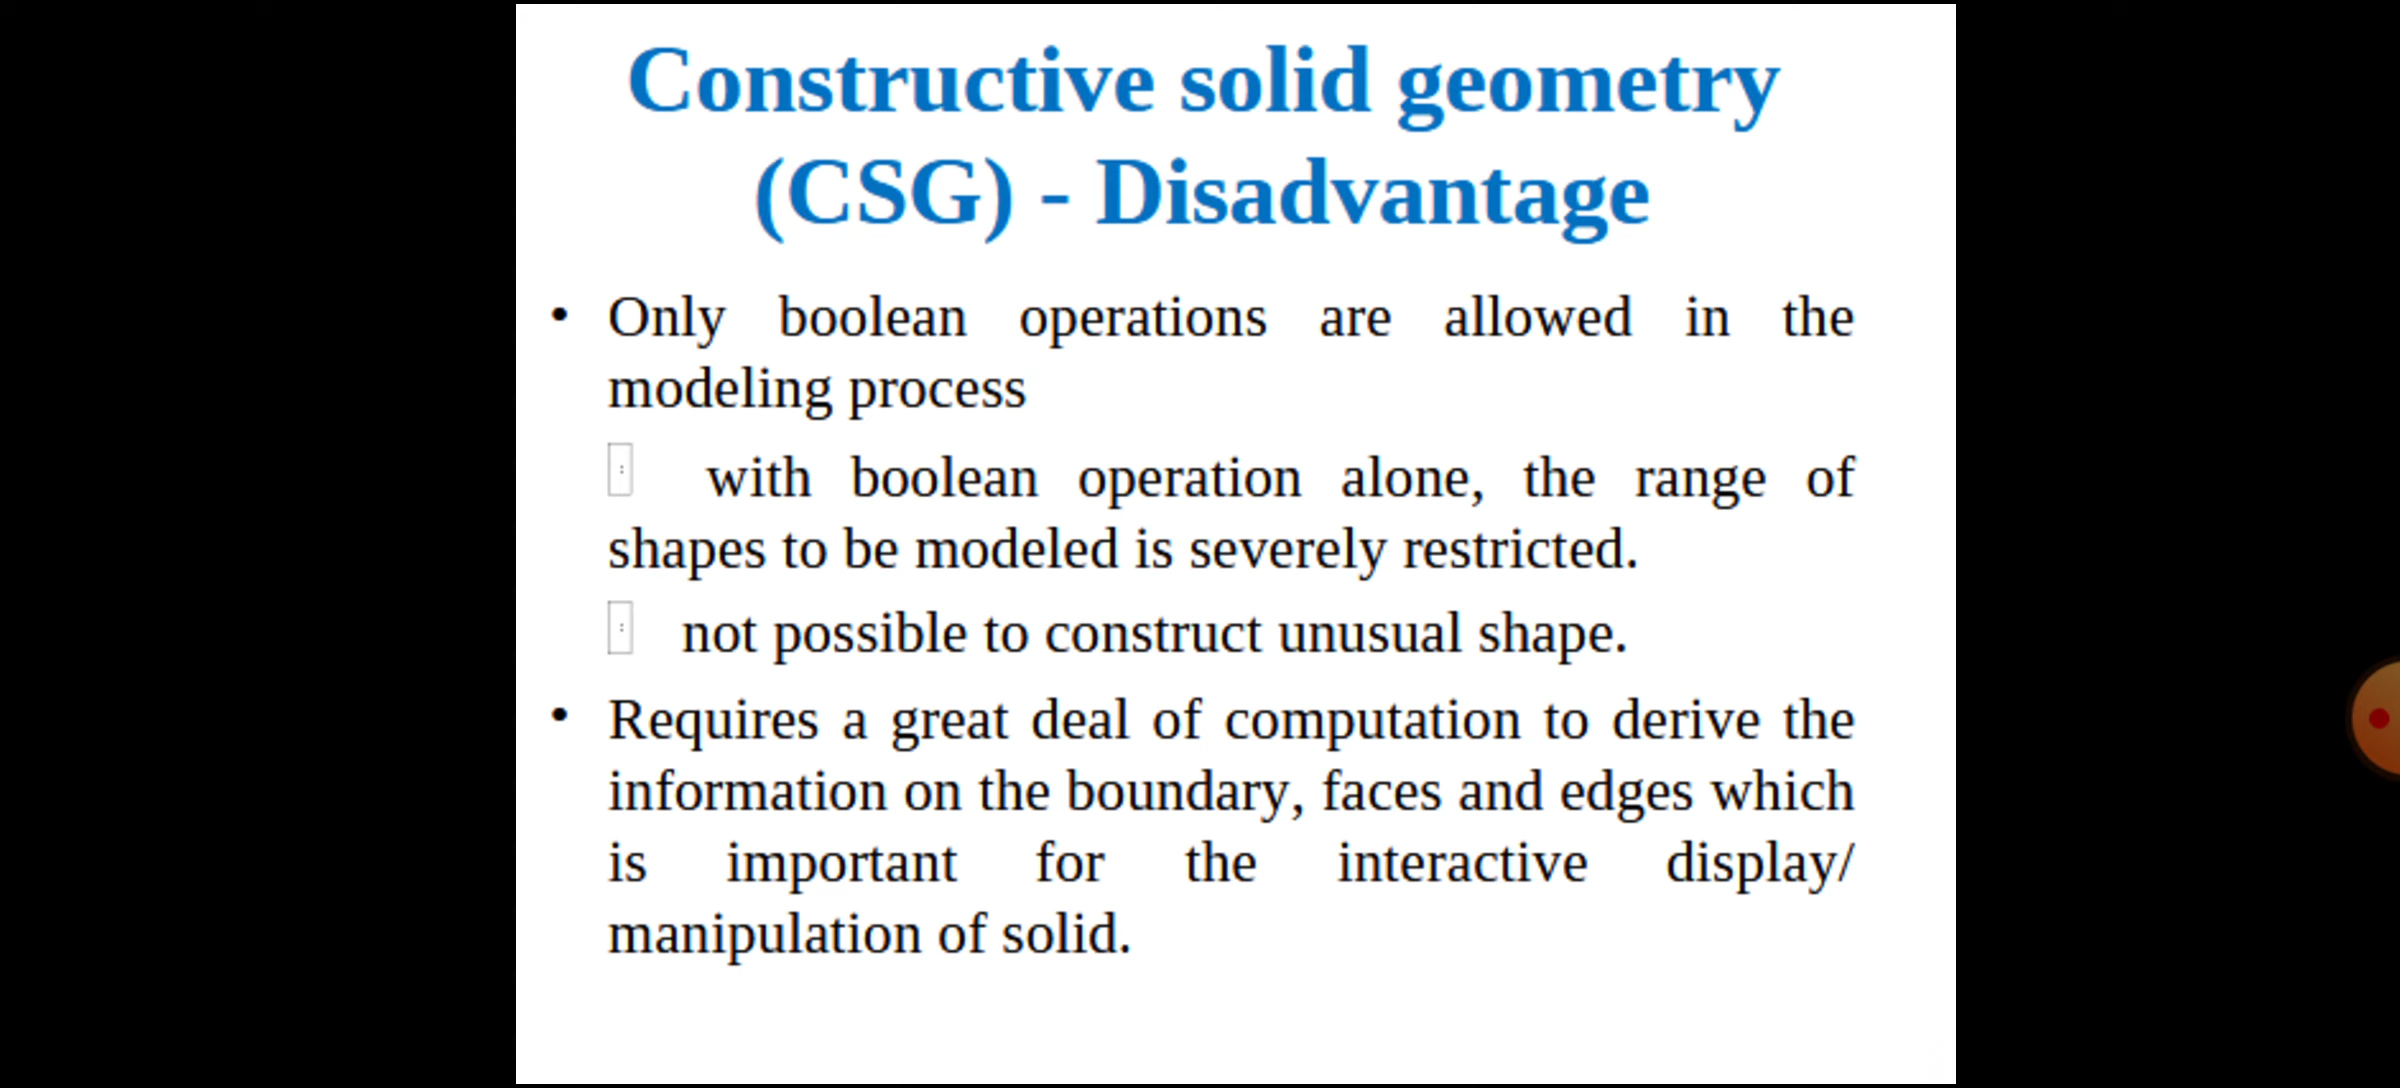 Constructive solid geometry
(CSG) - Disadvantage
• Only boolean operations are allowed in the
modeling process
with boolean operation alone, the range of
shapes to be modeled is severely restricted.
not possible to construct unusual shape.
• Requires a great deal of computation to derive the
information on the boundary, faces and edges which
is important for the interactive display/
manipulation of solid.